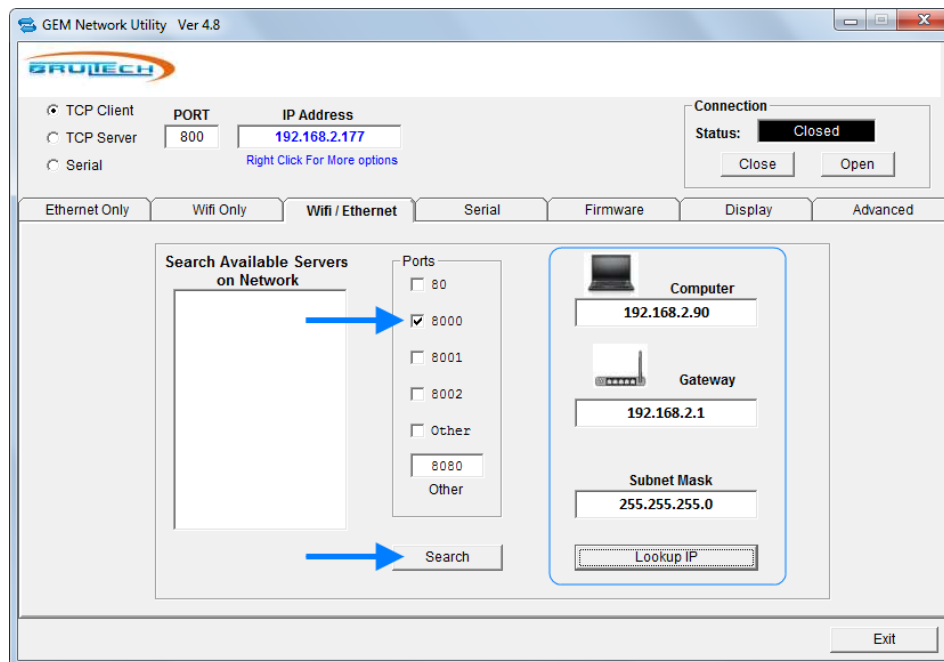 GEM Network Utility Ver 4.8
BRULTECH
TCP Client
TCP Server
Serial
PORT
800
IP Address
192.168.2.177
Right Click For More options
Connection
Status: Closed
Close Open
Ethernet Only Wifi Only Wifi / Ethernet Serial Firmware Display Advanced
Search Available Servers
on Network
Ports
80
8000
8001
8002
Other
8080
Other
Search
Computer
192.168.2.90
Gateway
192.168.2.1
Subnet Mask
255.255.255.0
Lookup IP
Exit